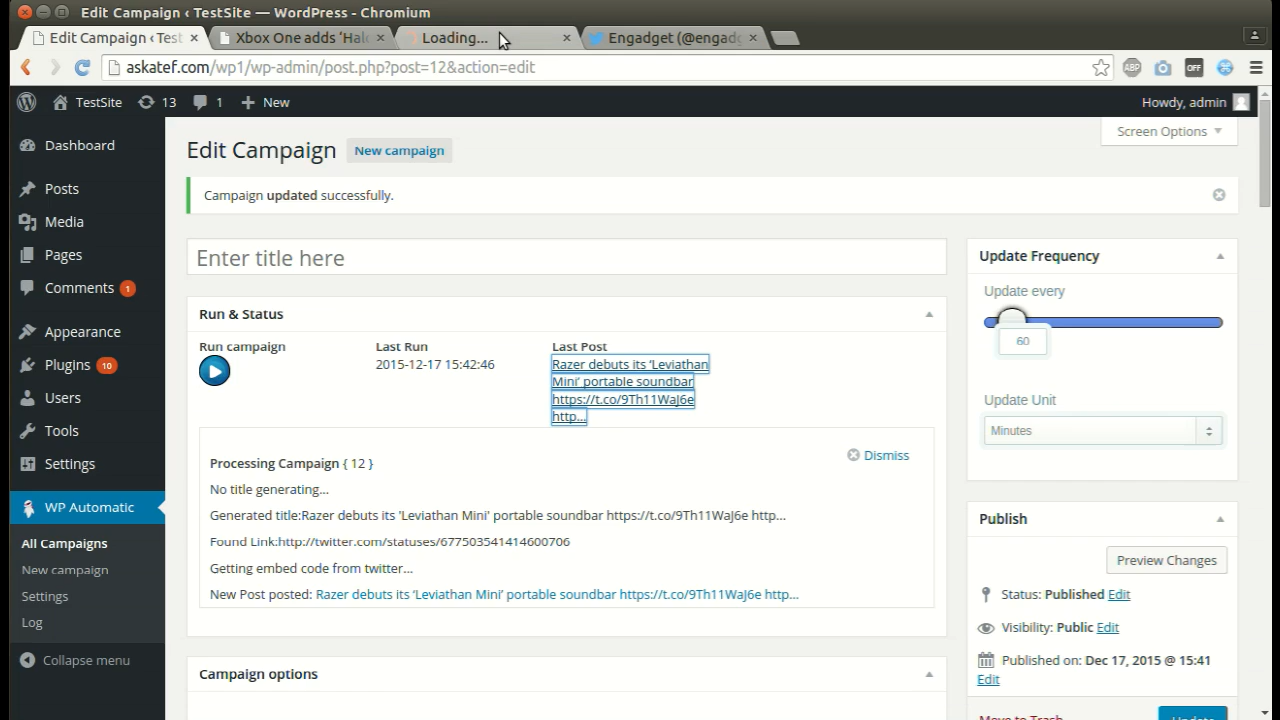 Edit Campaign ‹ TestSite — WordPress - Chromium
Edit Campaign ‹ Test
Xbox One adds ‘Halo
Loading...
Engadget (@engadg
askatef.com/wp1/wp-admin/post.php?post=12&action=edit
ABP
OFF
TestSite
13
1
New
Howdy, admin
Screen Options
Dashboard
Posts
Media
Pages
Comments 1
Appearance
Plugins 10
Users
Tools
Settings
WP Automatic
All Campaigns
New campaign
Settings
Log
Collapse menu
Edit Campaign
New campaign
Campaign updated successfully.
Enter title here
Run & Status
Run campaign
Last Run
2015-12-17 15:42:46
Last Post
Razer debuts its ‘Leviathan
Mini’ portable soundbar
https://t.co/9Th11WaJ6e
http...
Dismiss
Processing Campaign { 12 }
No title generating...
Generated title:Razer debuts its 'Leviathan Mini' portable soundbar https://t.co/9Th11WaJ6e http...
Found Link:http://twitter.com/statuses/677503541414600706
Getting embed code from twitter...
New Post posted: Razer debuts its ‘Leviathan Mini’ portable soundbar https://t.co/9Th11WaJ6e http...
Campaign options
Update Frequency
Update every
60
Update Unit
Minutes
Publish
Preview Changes
Status: Published Edit
Visibility: Public Edit
Published on: Dec 17, 2015 @ 15:41
Edit
Move to Trash
Update